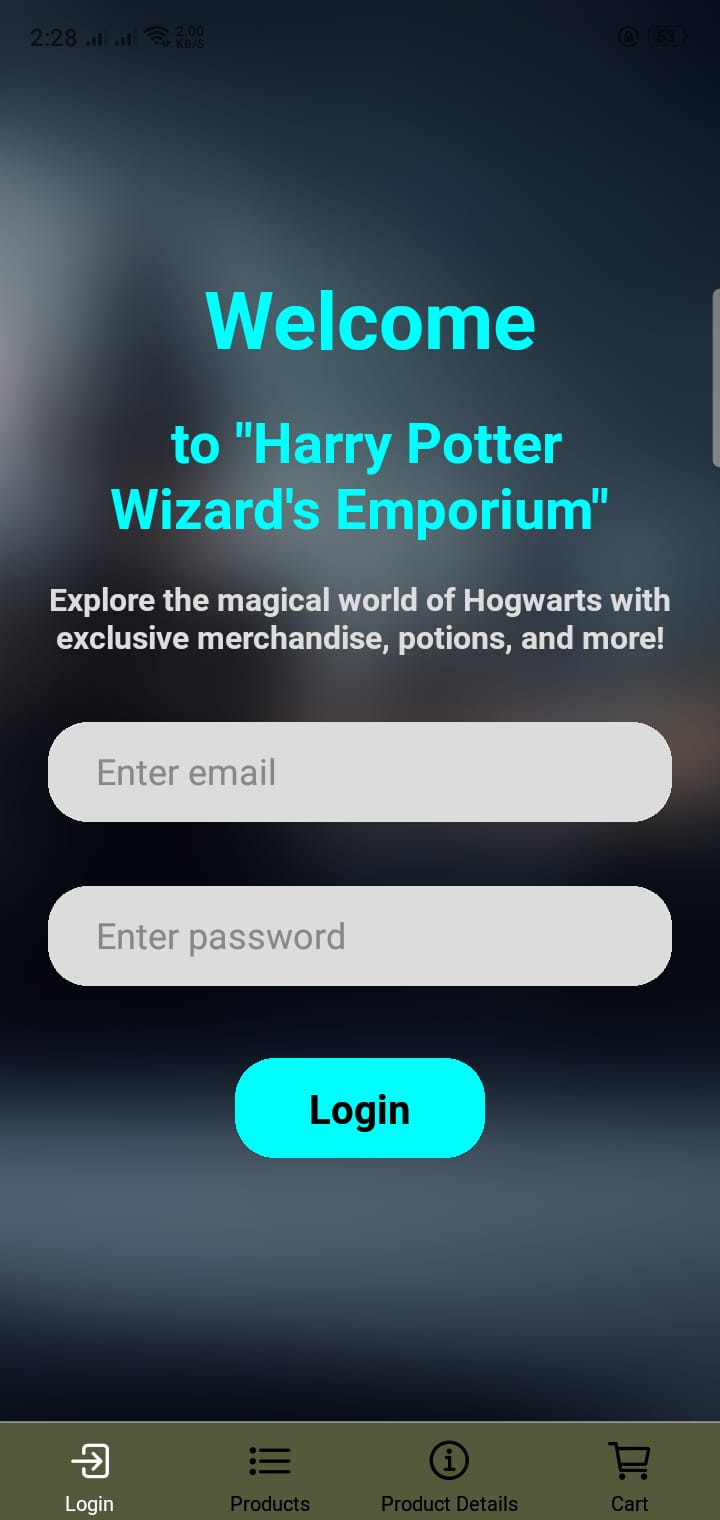 2:28 2.00 KB/S 53
Welcome
to "Harry Potter
Wizard's Emporium"
Explore the magical world of Hogwarts with
exclusive merchandise, potions, and more!
Enter email
Enter password
Login
Login Products Product Details Cart